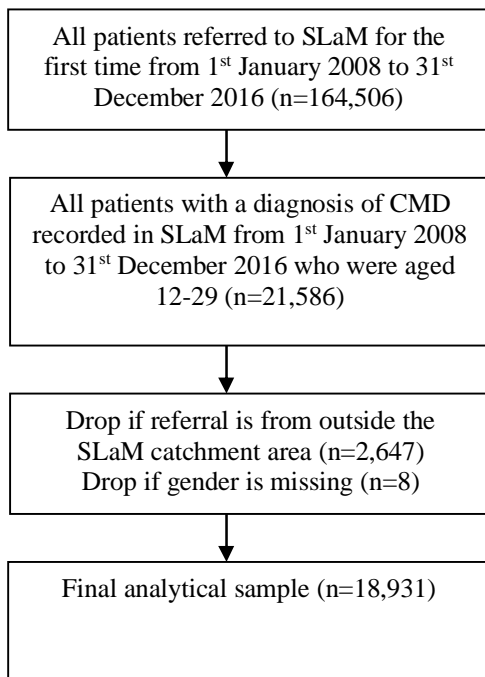 All patients referred to SLaM for the
first time from 1st January 2008 to 31st
December 2016 (n=164,506)
All patients with a diagnosis of CMD
recorded in SLaM from 1st January 2008
to 31st December 2016 who were aged
12-29 (n=21,586)
Drop if referral is from outside the
SLaM catchment area (n=2,647)
Drop if gender is missing (n=8)
Final analytical sample (n=18,931)